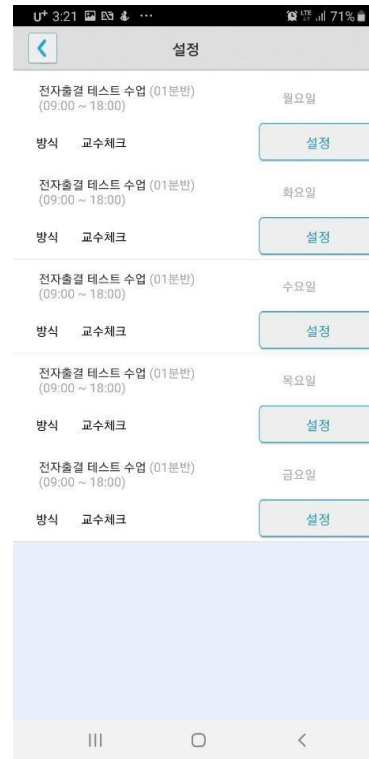 U+ 3:21 ··· LTE 71%
설정
전자출결 테스트 수업 (01분반)
(09:00 ~ 18:00)
월요일
방식 교수체크 설정
전자출결 테스트 수업 (01분반)
(09:00 ~ 18:00)
화요일
방식 교수체크 설정
전자출결 테스트 수업 (01분반)
(09:00 ~ 18:00)
수요일
방식 교수체크 설정
전자출결 테스트 수업 (01분반)
(09:00 ~ 18:00)
목요일
방식 교수체크 설정
전자출결 테스트 수업 (01분반)
(09:00 ~ 18:00)
금요일
방식 교수체크 설정